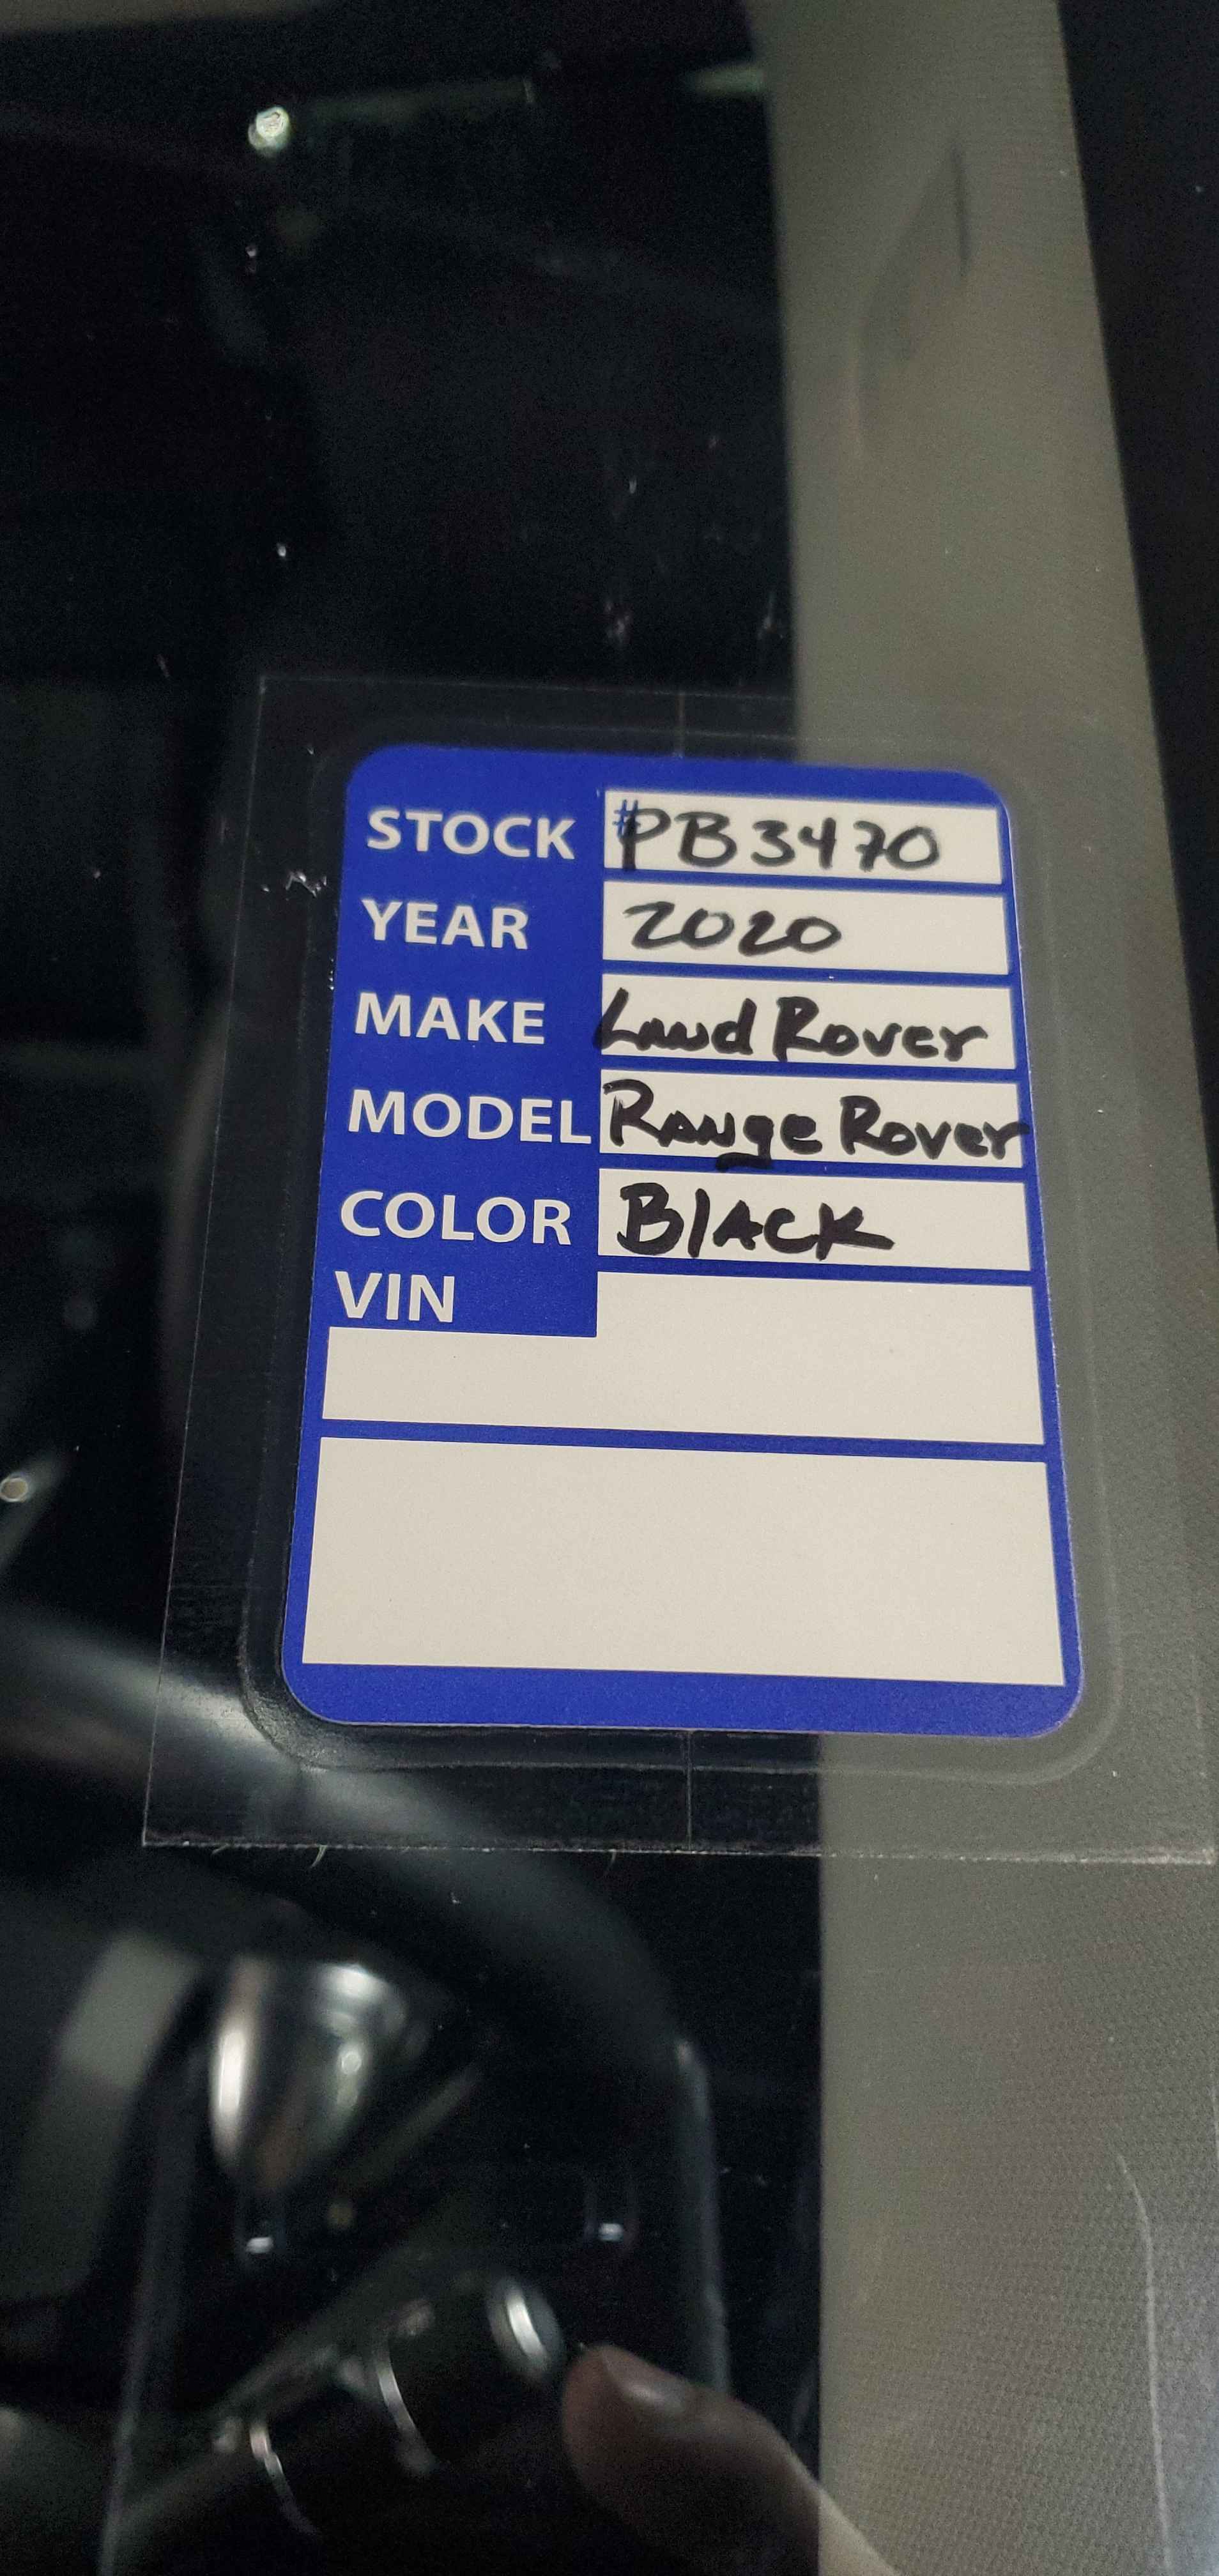 STOCK #PB3470
YEAR 2020
MAKE Land Rover
MODEL Range Rover
COLOR BlACK
VIN